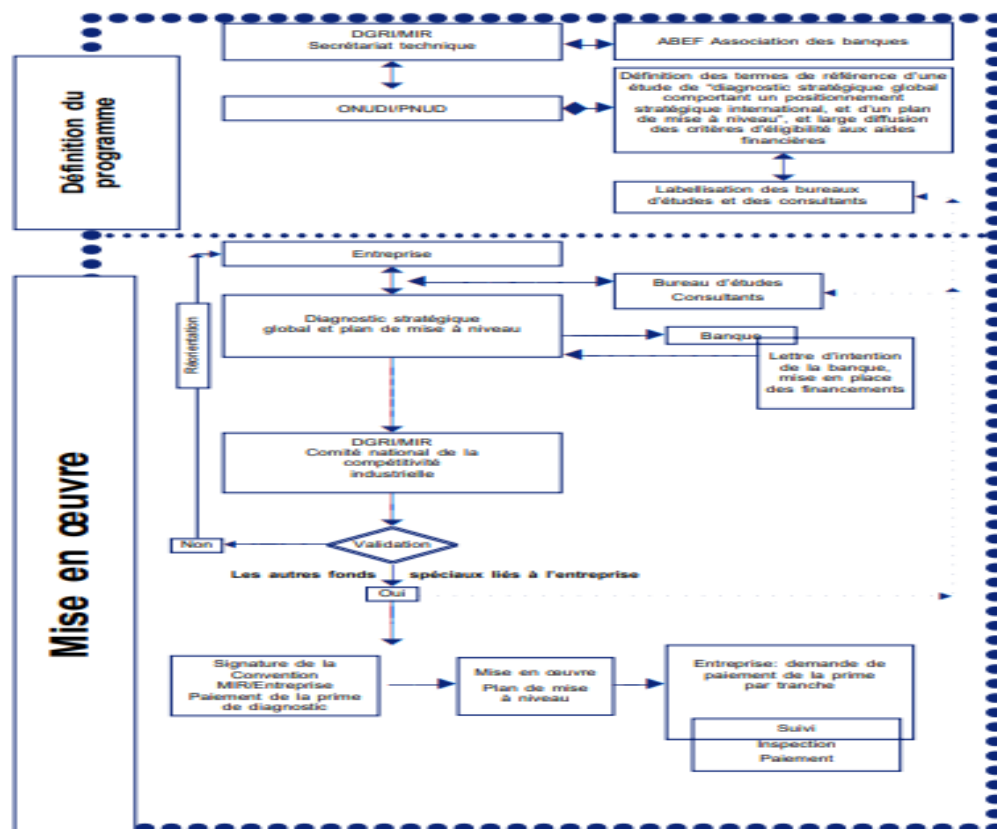 Définition du
programme
DGRI/MIR
Secrétariat technique
ABEF Association des banques
ONUDI/PNUD
Définition des termes de référence d'une
étude de "diagnostic stratégique global
comportant un positionnement
stratégique international, et d'un plan
de mise à niveau", et large diffusion
des critères d'éligibilité aux aides
financières
Labellisation des bureaux
d'études et des consultants
Mise en œuvre
Entreprise
Réorientation
Bureau d'études
Consultants
Diagnostic stratégique
global et plan de mise à niveau
Banque
Lettre d'intention
de la banque,
mise en place
des financements
DGRI/MIR
Comité national de la
compétitivité
industrielle
Non
Validation
Les autres fonds spéciaux liés à l'entreprise
Oui
Signature de la
Convention
MIR/Entreprise
Paiement de la prime
de diagnostic
Mise en œuvre
Plan de mise
à niveau
Entreprise: demande de
paiement de la prime
par tranche
Suivi
Inspection
Paiement